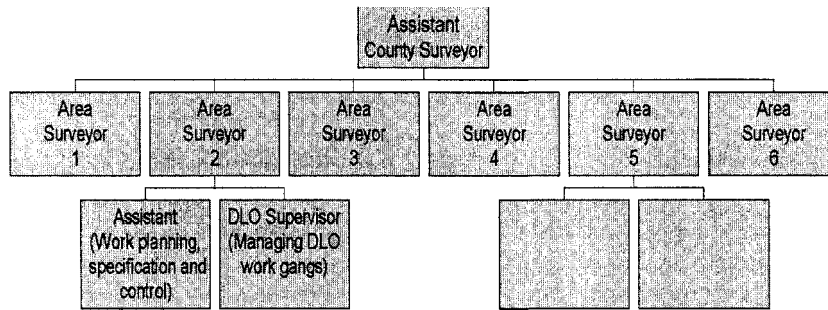 Assistant
County Surveyor
Area
Surveyor
1
Area
Surveyor
2
Area
Surveyor
3
Area
Surveyor
4
Area
Surveyor
5
Area
Surveyor
6
Assistant
(Work planning,
specification and
control)
DLO Supervisor
(Managing DLO
work gangs)